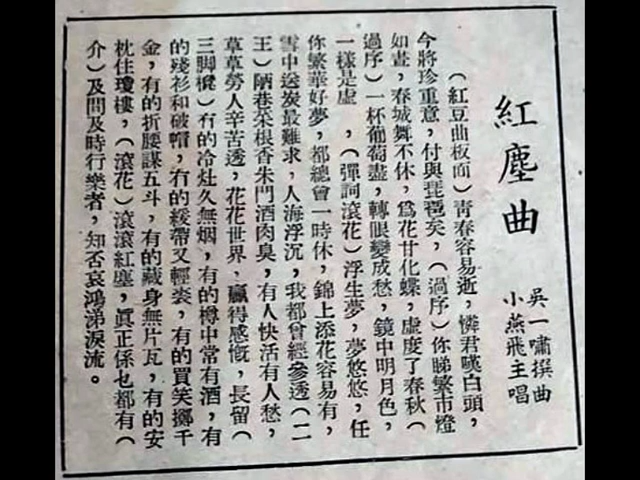 紅塵曲
吳一嘯撰曲
小燕飛主唱
(紅豆曲板面)青春容易逝,憐君嘆白頭,
今將珍重意,付與琵琶矣,(過序)你睇繁市燈
如晝,春城舞不休,爲花甘化蝶,虛度了春秋(
過序)一杯葡萄盡,轉眼變成愁,鏡中明月色,
一樣是虛 ,(彈詞滾花)浮生夢,夢悠悠,任
你繁華好夢,都總曾一時休,錦上添花容易有,
雪中送炭最難求,人海浮沉,我都曾經參透(二
王)陋巷菜根香朱門酒肉臭,有人快活有人愁,
草草勞人辛苦透,花花世界,贏得感慨,長留(
三脚櫈)有的冷灶久無烟,有的樽中常有酒,有
的殘衫和破帽,有的緩帶又輕裘,有的買笑擲千
金,有的折腰謀五斗,有的藏身無片瓦,有的安
枕住瓊樓,(滾花)滾滾紅塵,眞正係乜都有(
介)及問及時行樂者,知否哀鴻涕淚流。